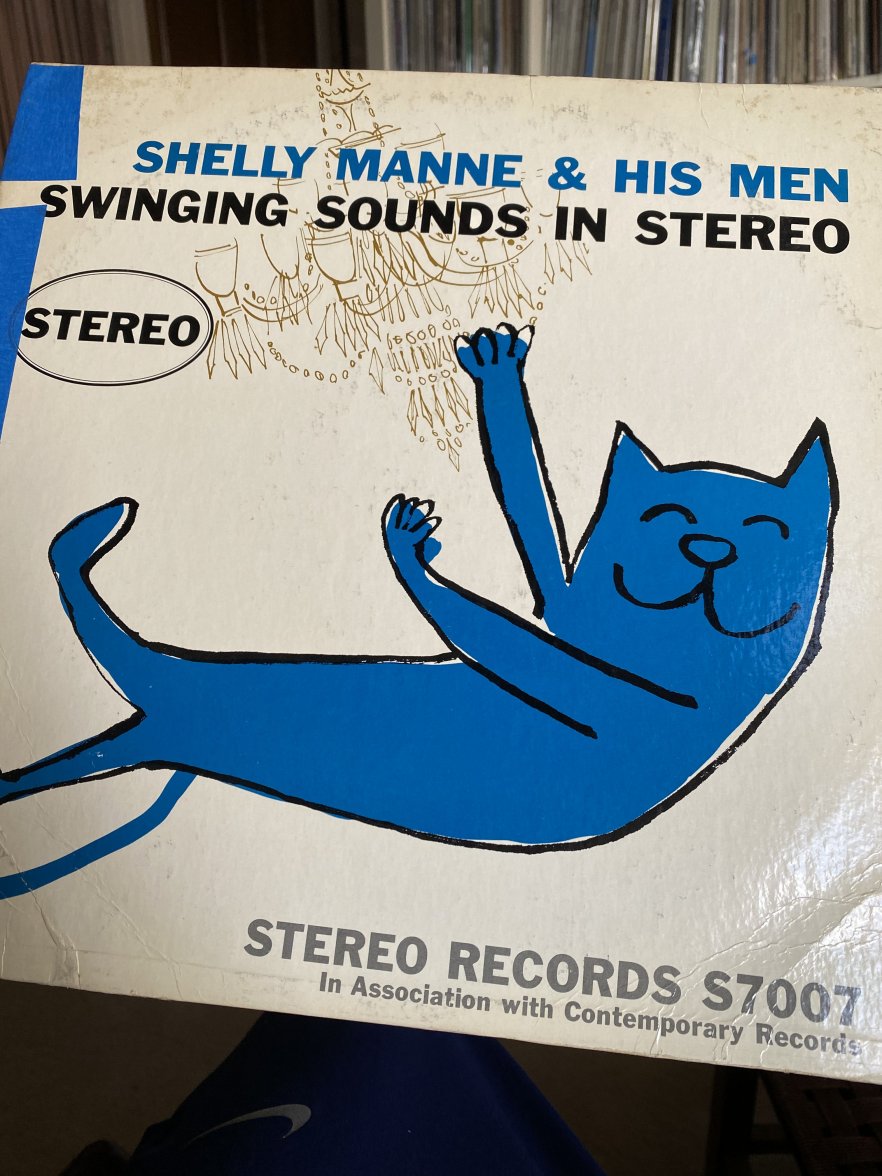 SHELLY MANNE & HIS MEN
SWINGING SOUNDS IN STEREO
STEREO
STEREO RECORDS S7007
In Association with Contemporary Records